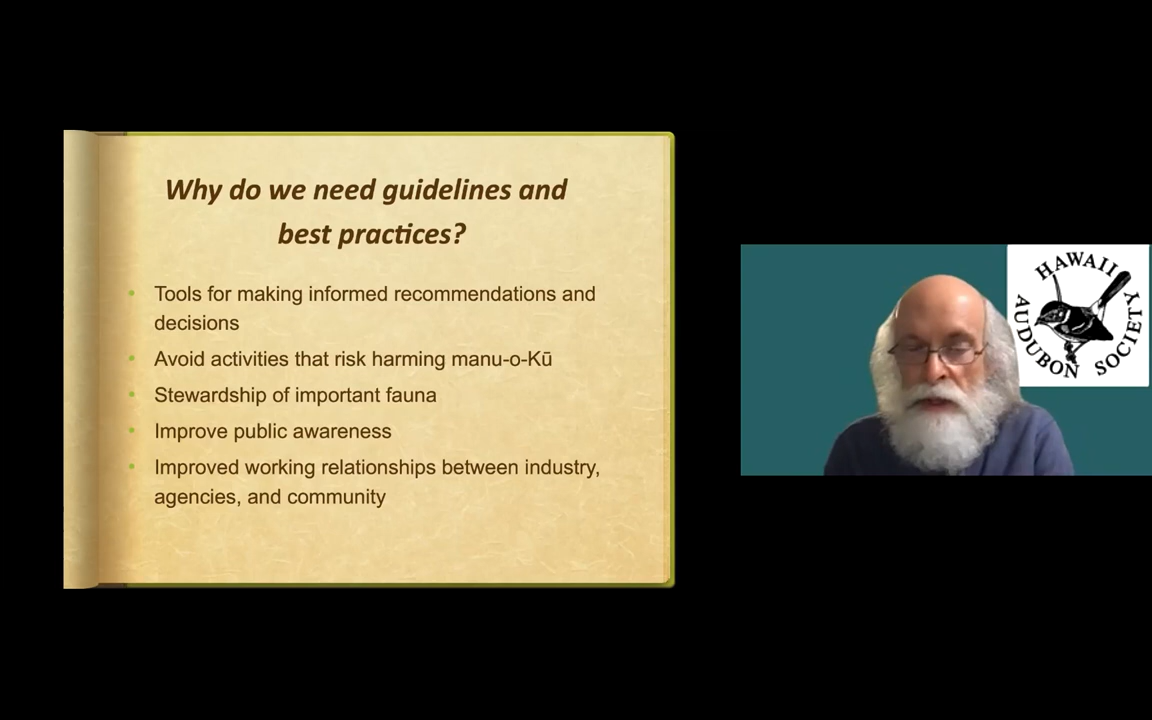 Why do we need guidelines and
best practices?
• Tools for making informed recommendations and
decisions
• Avoid activities that risk harming manu-o-Kū
• Stewardship of important fauna
• Improve public awareness
• Improved working relationships between industry,
agencies, and community
HAWAII
AUDUBON SOCIETY